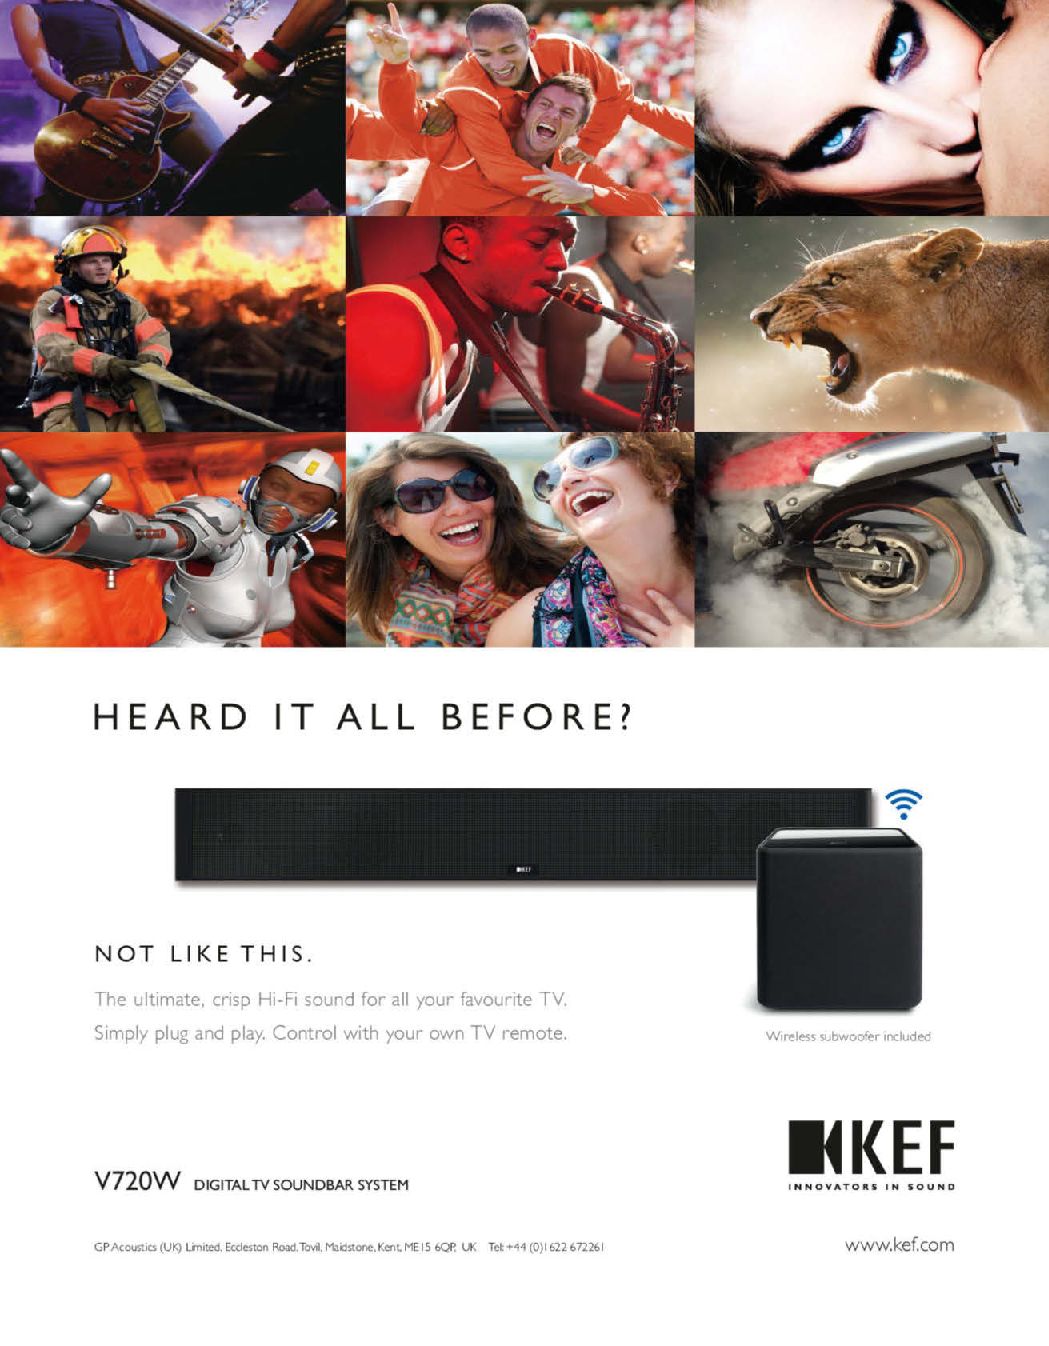 HEARD IT ALL BEFORE?
KEF
NOT LIKE THIS.
The ultimate, crisp Hi-Fi sound for all your favourite TV.
Simply plug and play. Control with your own TV remote.
Wireless subwoofer included
KEF
INNOVATORS IN SOUND
V720W DIGITAL TV SOUNDBAR SYSTEM
GP Acoustics (UK) Limited, Eccleston Road, Tovil, Maidstone, Kent, ME15 6QP, UK Tel: +44 (0)1622 672261
www.kef.com